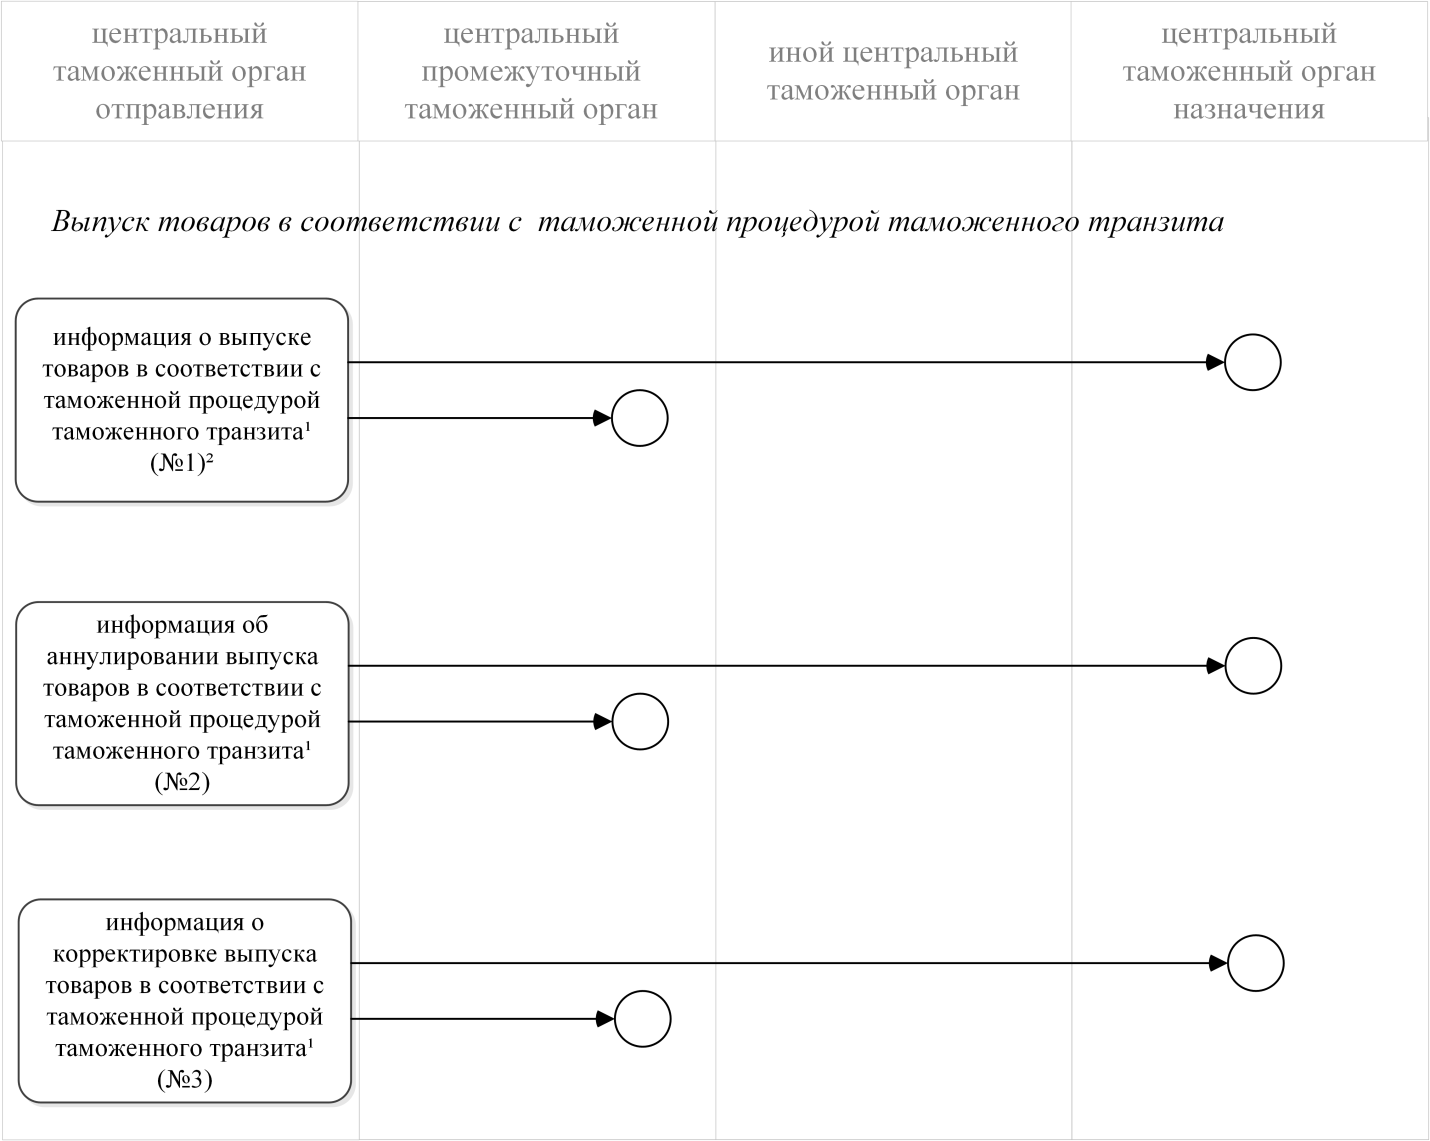 центральный
таможенный орган
отправления
центральный
промежуточный
таможенный орган
иной центральный
таможенный орган
центральный
таможенный орган
назначения
Выпуск товаров в соответствии с  таможенной процедурой таможенного транзита
информация о выпуске
товаров в соответствии с
таможенной процедурой
таможенного транзита¹
(№1)²
информация об
аннулировании выпуска
товаров в соответствии с
таможенной процедурой
таможенного транзита¹
(№2)
информация о
корректировке выпуска
товаров в соответствии с
таможенной процедурой
таможенного транзита¹
(№3)